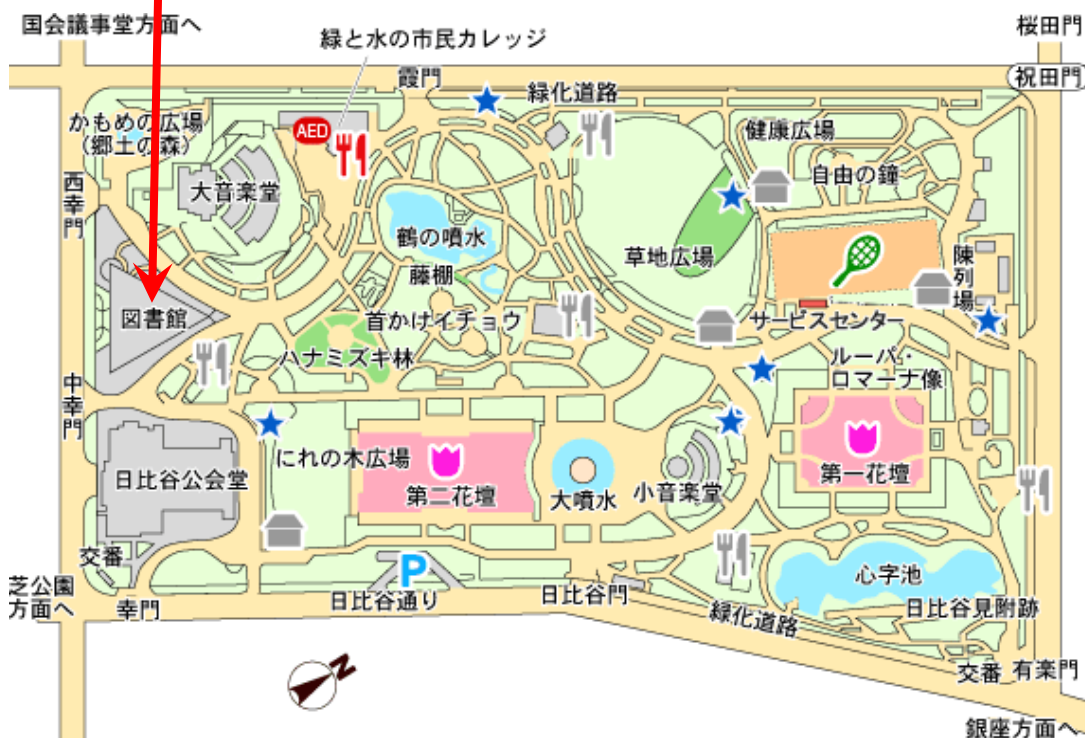 国会議事堂方面へ
桜田門
緑と水の市民カレッジ
霞門
祝田門
緑化道路
かもめの広場
(郷土の森)
AED
健康広場
大音楽堂
自由の鐘
西幸門
鶴の噴水
草地広場
陳列場
藤棚
図書館
首かけイチョウ
サービスセンター
ハナミズキ林
ルーパ・
ロマーナ像
中幸門
にれの木広場
日比谷公会堂
第二花壇
大噴水
小音楽堂
第一花壇
交番
P
心字池
芝公園
方面へ
幸門
日比谷通り
日比谷門
緑化道路
日比谷見附跡
N
交番
有楽門
銀座方面へ